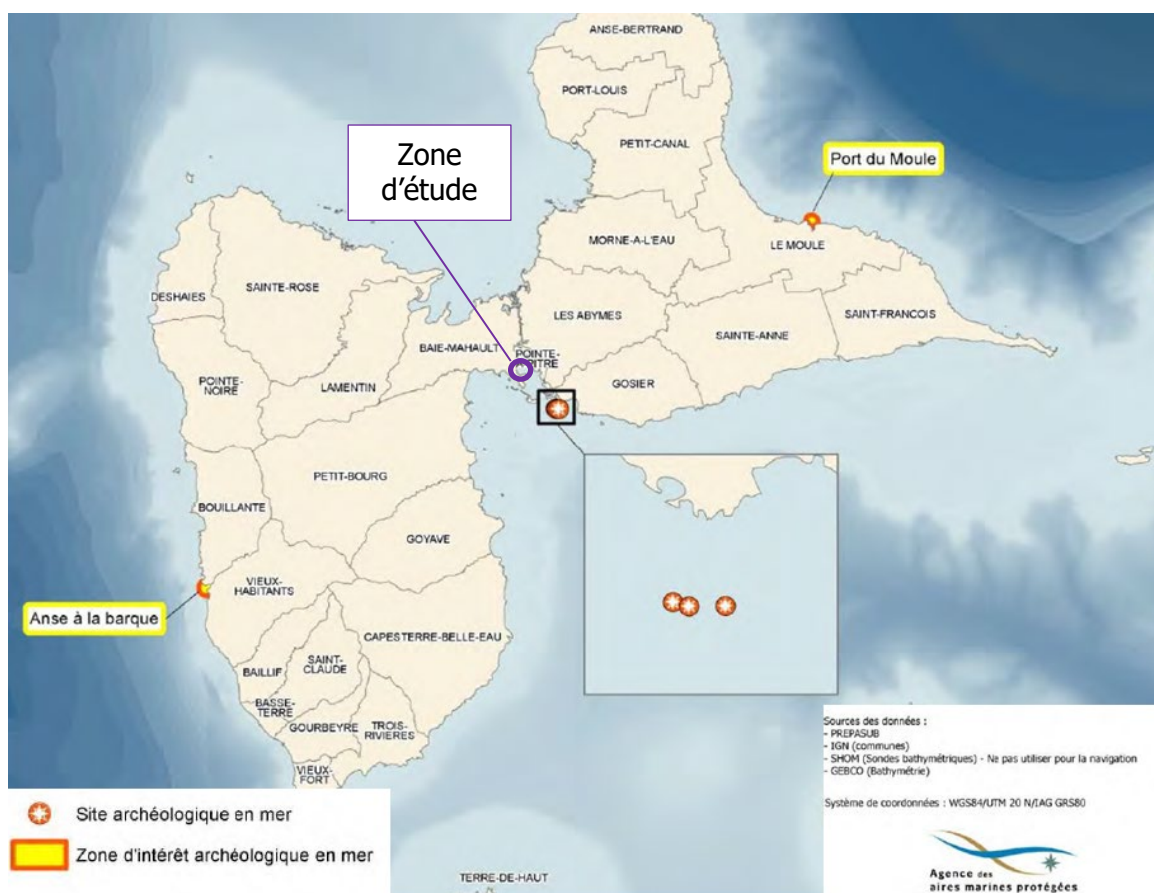 ANSE-BERTRAND
PORT-LOUIS
PETIT-CANAL
Zone
d'étude
Port du Moule
MORNE-A-L'EAU
LE MOULE
DESHAIES
SAINTE-ROSE
LES ABYMES
SAINT-FRANCOIS
SAINTE-ANNE
BAIE-MAHAULT
POINTE-
POINTE-
NOIRE
LAMENTIN
GOSIER
PETIT-BOURG
BOUILLANTE
GOYAVE
VIEUX-
HABITANTS
Anse à la barque
CAPESTERRE-BELLE-EAU
BAILLIF
SAINT-
CLAUDE
BASSE-
TERRE
GOURBEYRE
TROIS-
RIVIERES
VIEUX-
FORT
TERRE-DE-HAUT
Site archéologique en mer
Zone d'intérêt archéologique en mer
Sources des données :
- PREPASUB
- IGN (communes)
- SHOM (Sondes bathymétriques) - Ne pas utiliser pour la navigation
- GEBCO (Bathymétrie)
Système de coordonnées : WGS84/UTM 20 N/IAG GRS80
Agence des
aires marines protégées